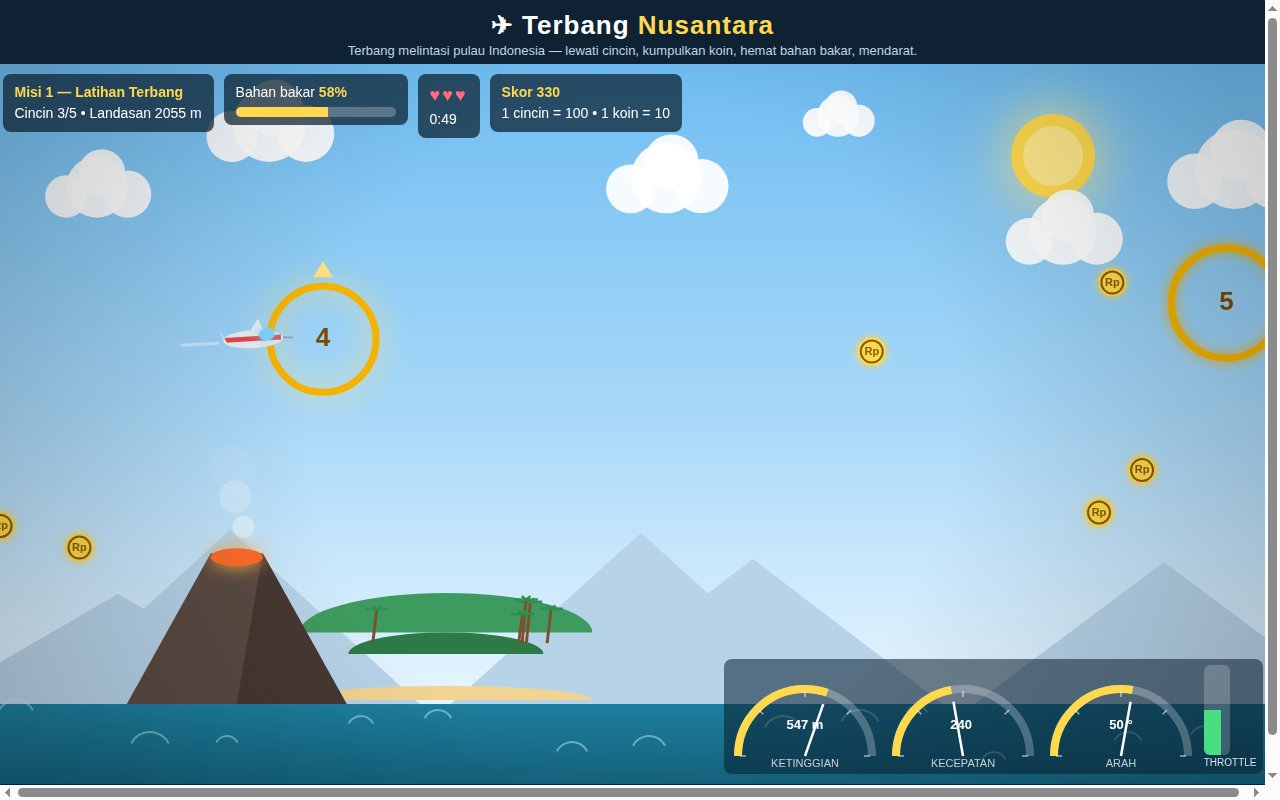 ✈ Terbang Nusantara
Terbang melintasi pulau Indonesia — lewati cincin, kumpulkan koin, hemat bahan bakar, mendarat.
Misi 1 — Latihan Terbang
Cincin 3/5 • Landasan 2055 m
Bahan bakar 58%
♥♥♥
0:49
Skor 330
1 cincin = 100 • 1 koin = 10
4
5
Rp
Rp
Rp
Rp
Rp
Rp
547 m
KETINGGIAN
240
KECEPATAN
50°
ARAH
THROTTLE